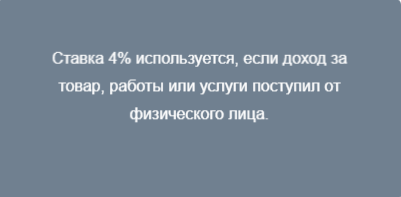 Ставка 4% используется, если доход за
товар, работы или услуги поступил от
физического лица.